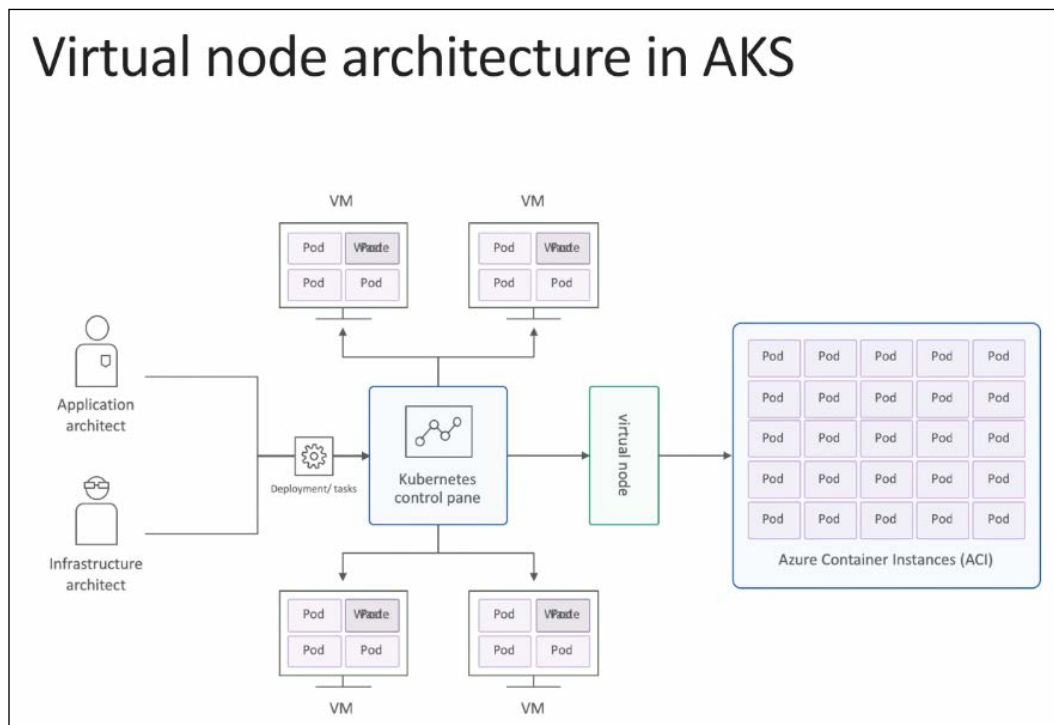 Virtual node architecture in AKS
VM
VM
Pod
Pod
Pod
Pod
Pod
Pod
Application
architect
Infrastructure
architect
Deployment/ tasks
Kubernetes
control pane
virtual node
Pod Pod Pod Pod Pod
Pod Pod Pod Pod Pod
Pod Pod Pod Pod Pod
Pod Pod Pod Pod Pod
Pod Pod Pod Pod Pod
Azure Container Instances (ACI)
Pod
Pod
Pod
Pod
Pod
Pod
VM
VM